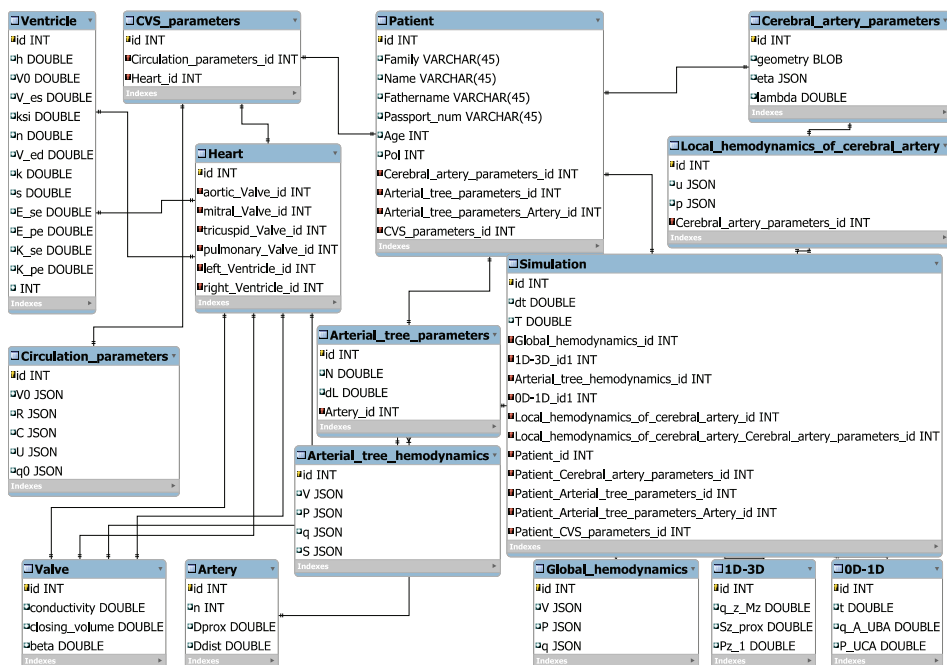 Ventricle
id INT
h DOUBLE
V0 DOUBLE
V_es DOUBLE
ksi DOUBLE
n DOUBLE
V_ed DOUBLE
k DOUBLE
s DOUBLE
E_se DOUBLE
E_pe DOUBLE
K_se DOUBLE
K_pe DOUBLE
INT
Indexes
CVS_parameters
id INT
Circulation_parameters_id INT
Heart_id INT
Indexes
Patient
id INT
Family VARCHAR(45)
Name VARCHAR(45)
Fathername VARCHAR(45)
Passport_num VARCHAR(45)
Age INT
Pol INT
Cerebral_artery_parameters_id INT
Arterial_tree_parameters_id INT
Arterial_tree_parameters_Artery_id INT
CVS_parameters_id INT
Indexes
Cerebral_artery_parameters
id INT
geometry BLOB
eta JSON
lambda DOUBLE
Indexes
Local_hemodynamics_of_cerebral_artery
id INT
u JSON
p JSON
Cerebral_artery_parameters_id INT
Indexes
Heart
id INT
aortic_Valve_id INT
mitral_Valve_id INT
tricuspid_Valve_id INT
pulmonary_Valve_id INT
left_Ventricle_id INT
right_Ventricle_id INT
Indexes
Simulation
id INT
dt DOUBLE
T DOUBLE
Global_hemodynamics_id INT
1D-3D_id1 INT
Arterial_tree_hemodynamics_id INT
0D-1D_id1 INT
Local_hemodynamics_of_cerebral_artery_id INT
Local_hemodynamics_of_cerebral_artery_Cerebral_artery_parameters_id INT
Patient_id INT
Patient_Cerebral_artery_parameters_id INT
Patient_Arterial_tree_parameters_id INT
Patient_Arterial_tree_parameters_Artery_id INT
Patient_CVS_parameters_id INT
Indexes
Arterial_tree_parameters
id INT
N DOUBLE
dL DOUBLE
Artery_id INT
Indexes
Circulation_parameters
id INT
V0 JSON
R JSON
C JSON
U JSON
q0 JSON
Indexes
Arterial_tree_hemodynamics
id INT
V JSON
P JSON
q JSON
S JSON
Indexes
Valve
id INT
conductivity DOUBLE
closing_volume DOUBLE
beta DOUBLE
Indexes
Artery
id INT
n INT
Dprox DOUBLE
Ddist DOUBLE
Indexes
Global_hemodynamics
id INT
V JSON
P JSON
q JSON
Indexes
1D-3D
id INT
q_z_Mz DOUBLE
Sz_prox DOUBLE
Pz_1 DOUBLE
Indexes
0D-1D
id INT
t DOUBLE
q_A_UBA DOUBLE
P_UCA DOUBLE
Indexes